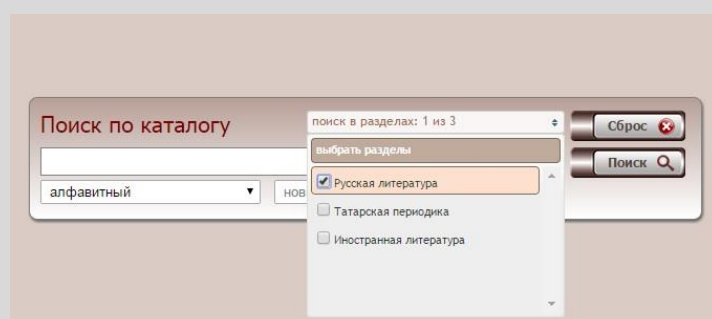 Поиск по каталогу
поиск в разделах: 1 из 3
Сброс
выбрать разделы
Поиск
Русская литература
алфавитный
нов
Татарская периодика
Иностранная литература